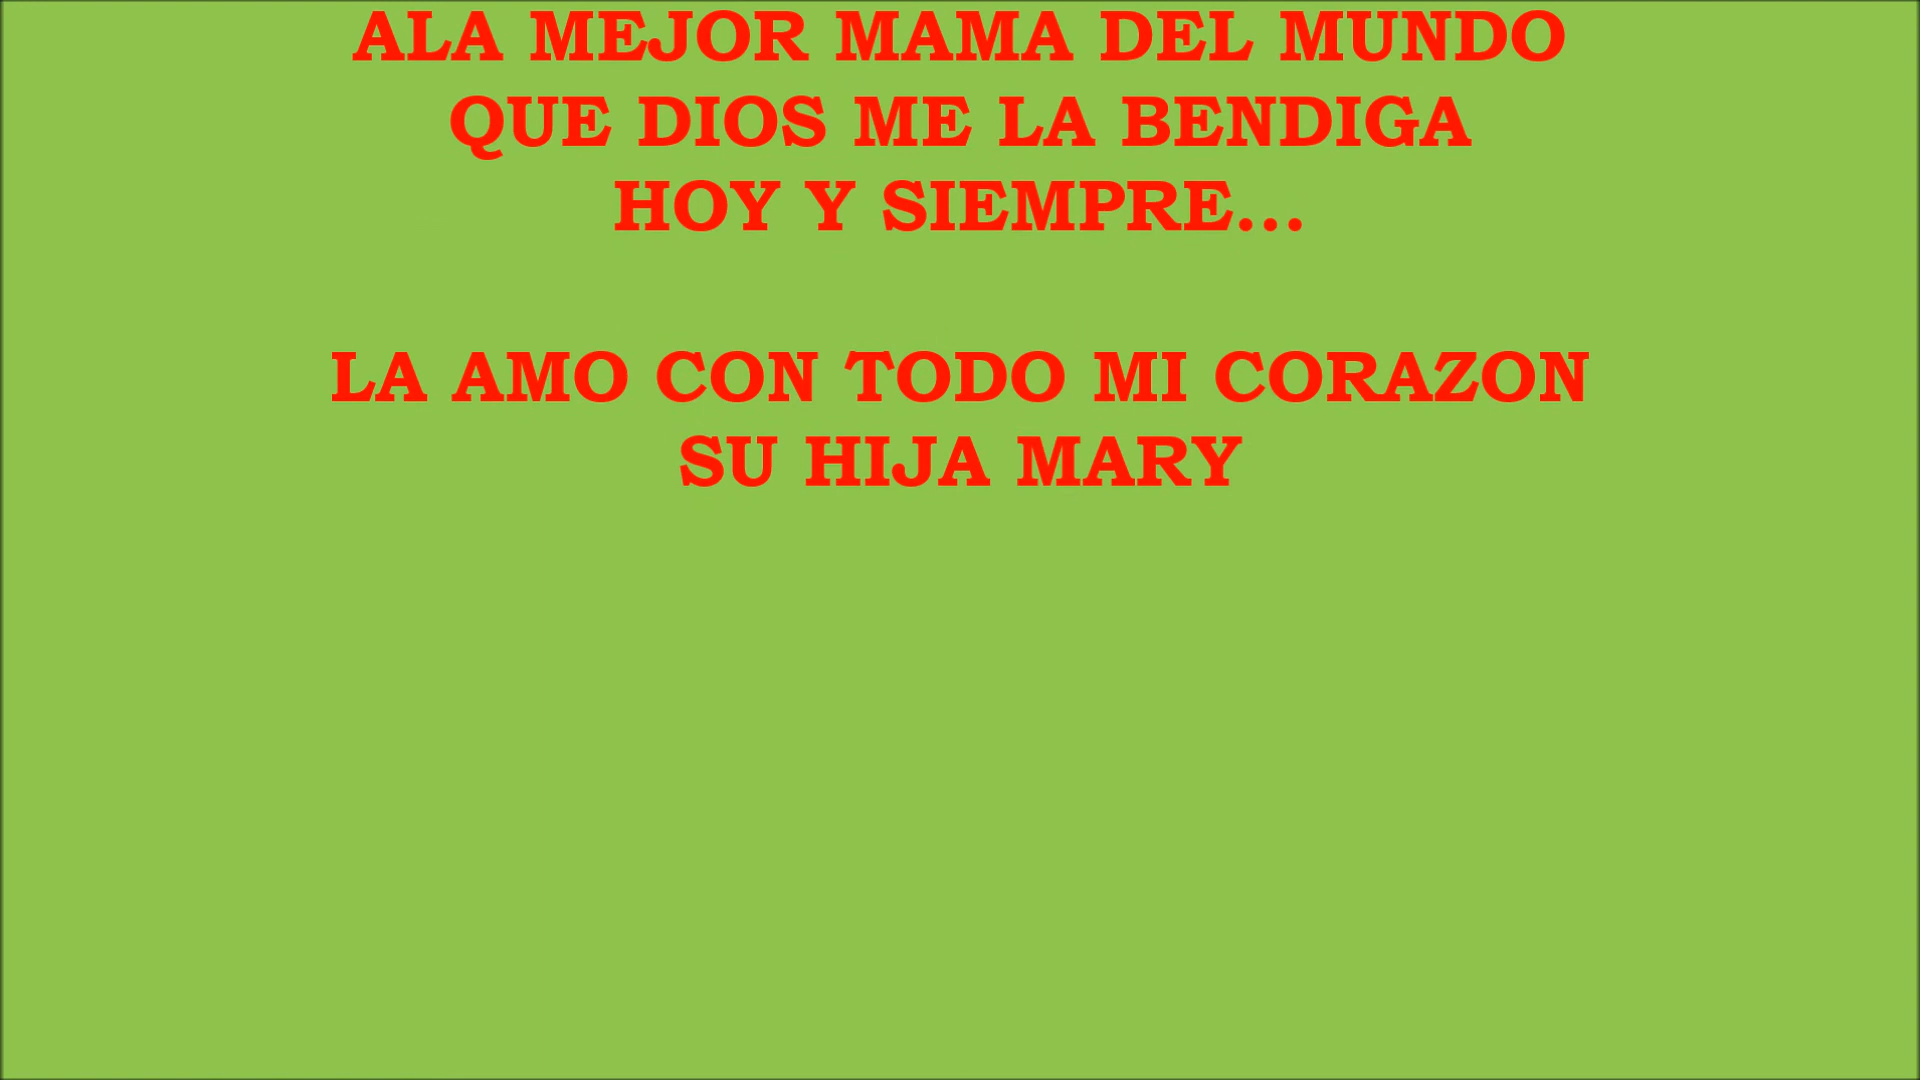 ALA MEJOR MAMA DEL MUNDO
QUE DIOS ME LA BENDIGA
HOY Y SIEMPRE...
LA AMO CON TODO MI CORAZON
SU HIJA MARY